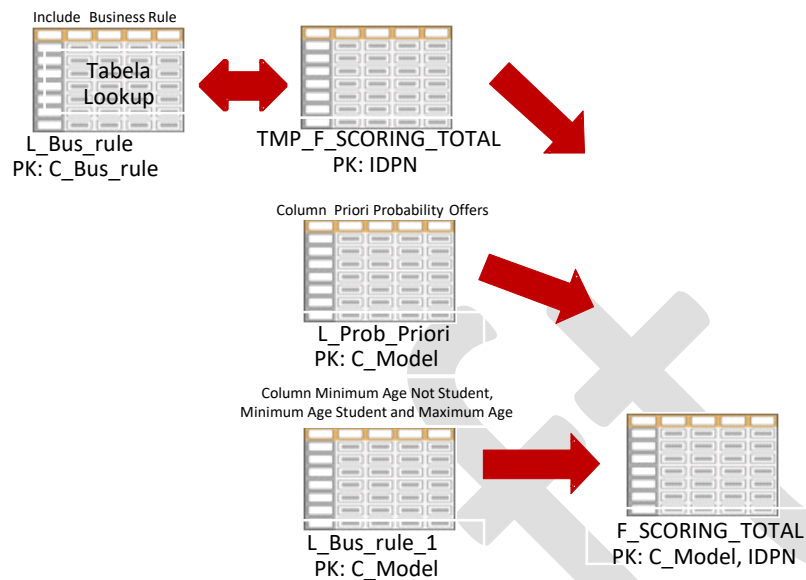 Include Business Rule
Tabela
Lookup
L_Bus_rule
PK: C_Bus_rule
TMP_F_SCORING_TOTAL
PK: IDPN
Column Priori Probability Offers
L_Prob_Priori
PK: C_Model
Column Minimum Age Not Student,
Minimum Age Student and Maximum Age
L_Bus_rule_1
PK: C_Model
F_SCORING_TOTAL
PK: C_Model, IDPN